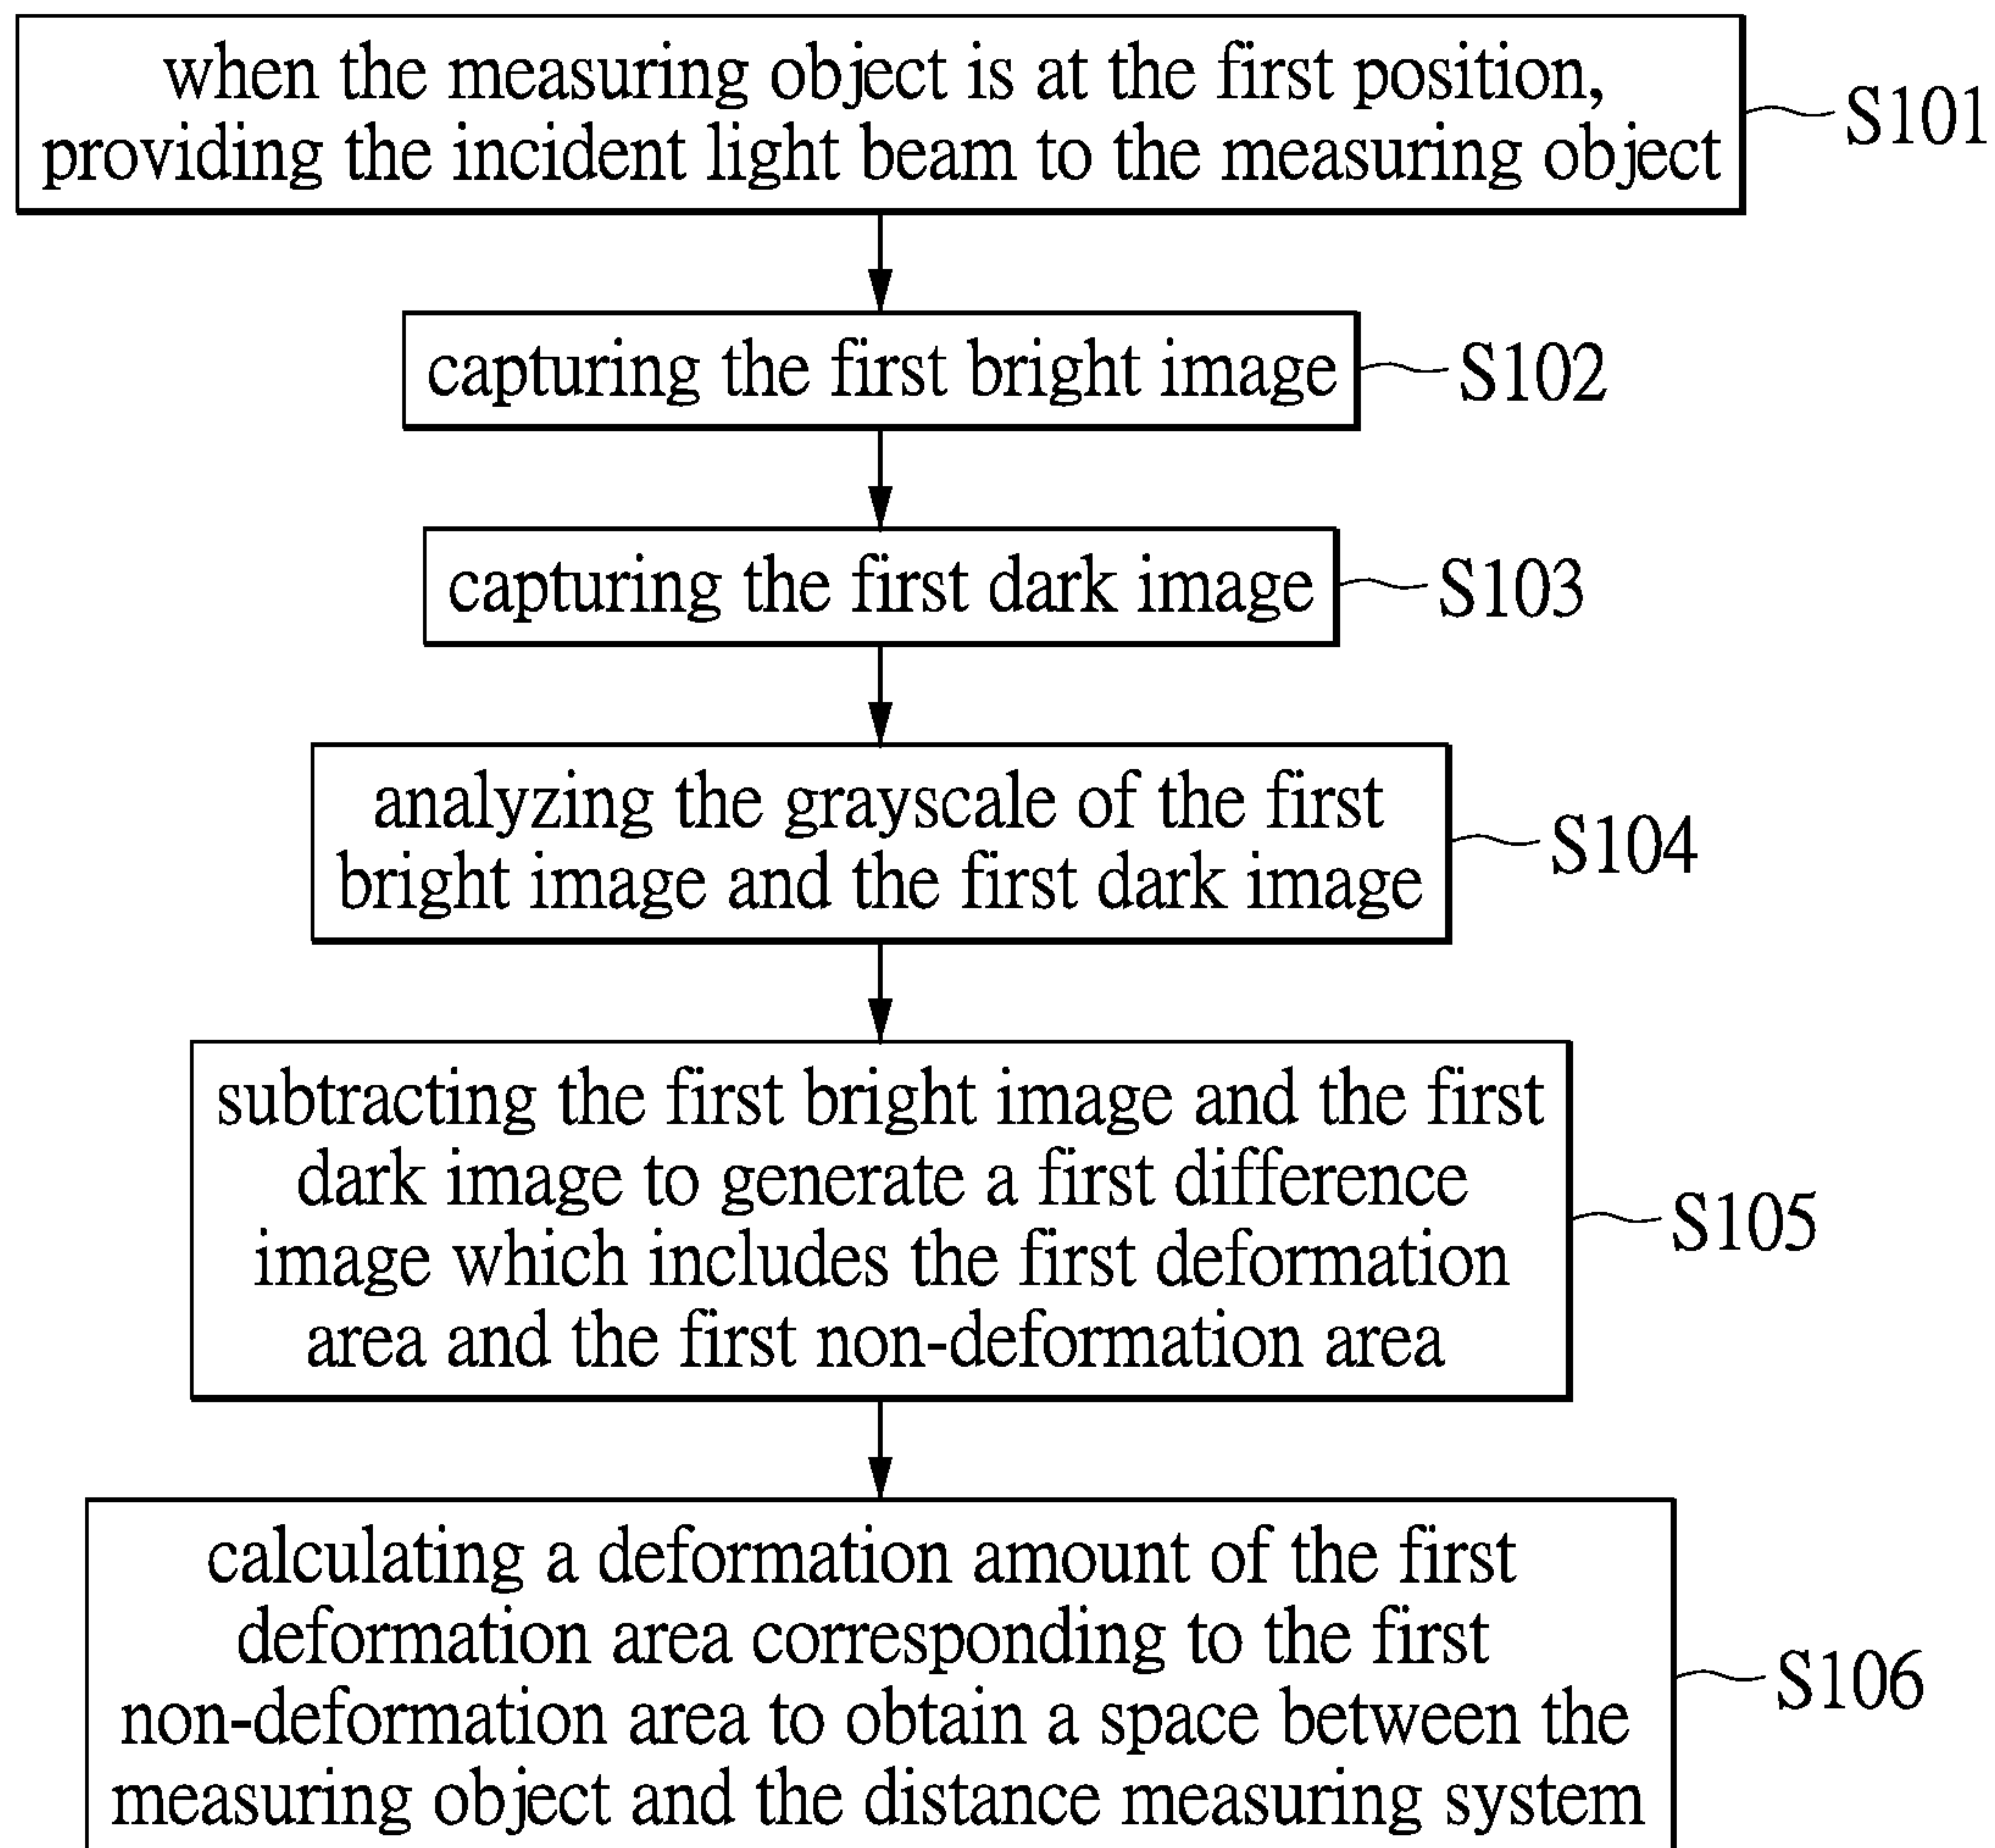 when the measuring object is at the first position,
providing the incident light beam to the measuring object
S101
capturing the first bright image
S102
capturing the first dark image
S103
analyzing the grayscale of the first
bright image and the first dark image
S104
subtracting the first bright image and the first
dark image to generate a first difference
image which includes the first deformation
area and the first non-deformation area
S105
calculating a deformation amount of the first
deformation area corresponding to the first
non-deformation area to obtain a space between the
measuring object and the distance measuring system
S106